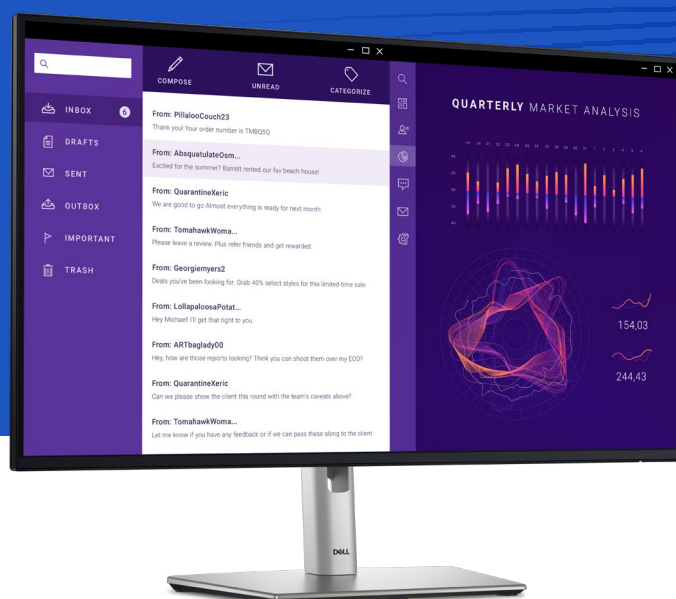 COMPOSE
UNREAD
CATEGORIZE
INBOX 6
DRAFTS
SENT
OUTBOX
IMPORTANT
TRASH
From: PillalooCouch23
Thank you! Your order number is TMBQ5Q
From: AbsquatulateOsm...
Excited for the summer? Barrett rented our fav beach house!
From: QuarantineXeric
We are good to go Almost everything is ready for next month
From: TomahawkWoma...
Please leave a review. Plus refer friends and get rewarded.
From: Georgiemyers2
Deals you've been looking for. Grab 40% select styles for this limited-time sale.
From: LollapaloosaPotat...
Hey Michael! I'll get that right to you.
From: ARTbaglady00
Hey, how are those reports looking? Think you can shoot them over my EOD?
From: QuarantineXeric
Can we please show the client this round with the team's caveats above?
From: TomahawkWoma...
Let me know if you have any feedback or if we can pass these along to the client
QUARTERLY MARKET ANALYSIS
154,03
244,43
DELL